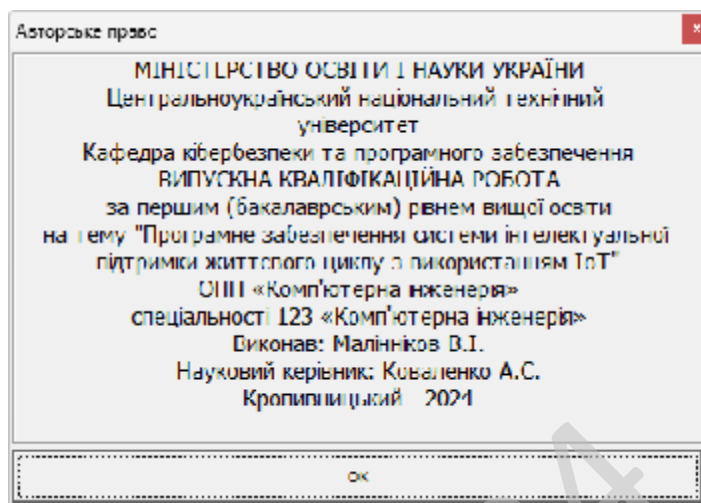 Авторське право
МІНІСТЕРСТВО ОСВІТИ І НАУКИ УКРАЇНИ
Центральноукраїнський національний технічний
університет
Кафедра кібербезпеки та програмного забезпечення
ВИПУСКНА КВАЛІФІКАЦІЙНА РОБОТА
за першим (бакалаврським) рівнем вищої освіти
на тему "Програмне забезпечення системи інтелектуальної
підтримки життєвого циклу з використанням IoT"
ОПП «Комп'ютерна інженерія»
спеціальності 123 «Комп'ютерна інженерія»
Виконав: Малінніков В.І.
Науковий керівник: Коваленко А.С.
Кропивницький 2024
ОК